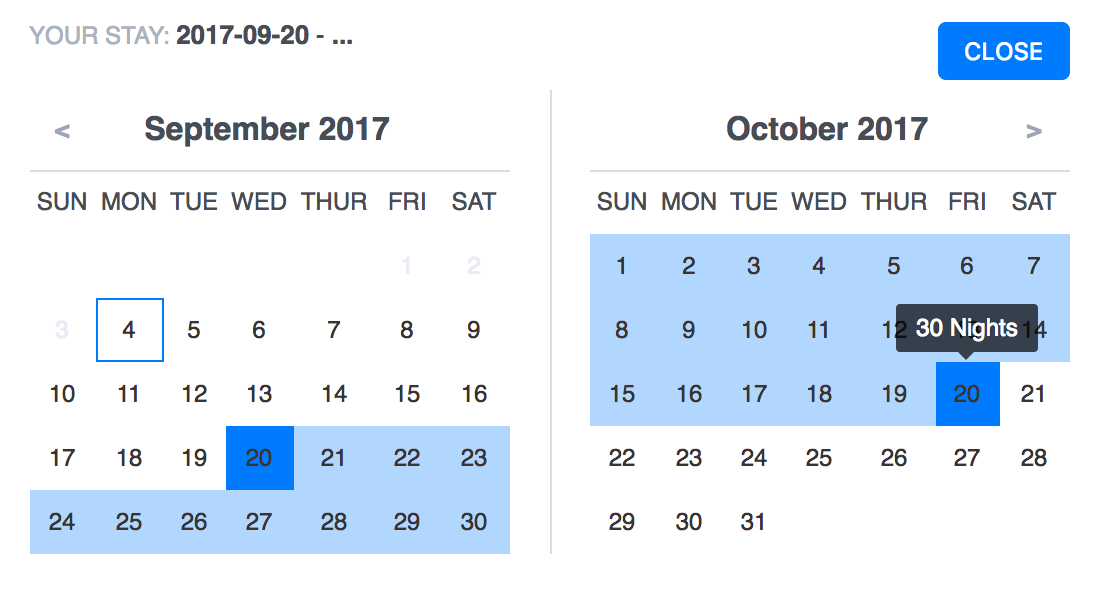 YOUR STAY: 2017-09-20 - ...
CLOSE
< September 2017
SUN MON TUE WED THUR FRI SAT
1 2
3 4 5 6 7 8 9
10 11 12 13 14 15 16
17 18 19 20 21 22 23
24 25 26 27 28 29 30
October 2017 >
SUN MON TUE WED THUR FRI SAT
1 2 3 4 5 6 7
8 9 10 11 12 14
30 Nights
15 16 17 18 19 20 21
22 23 24 25 26 27 28
29 30 31